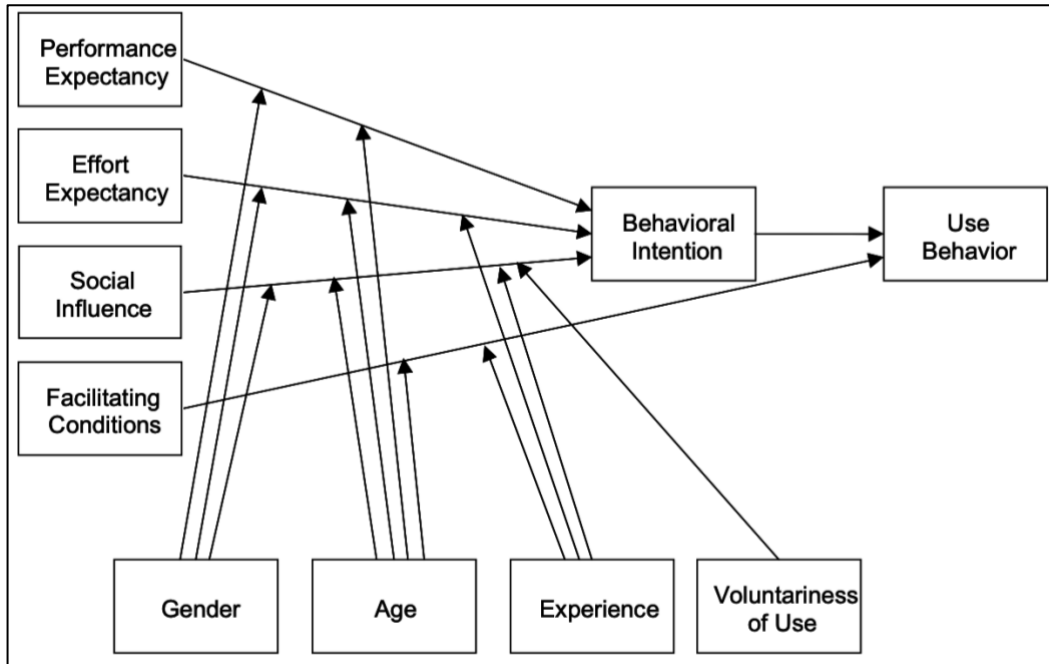 Performance
Expectancy
Effort
Expectancy
Social
Influence
Facilitating
Conditions
Behavioral
Intention
Use
Behavior
Gender
Age
Experience
Voluntariness
of Use